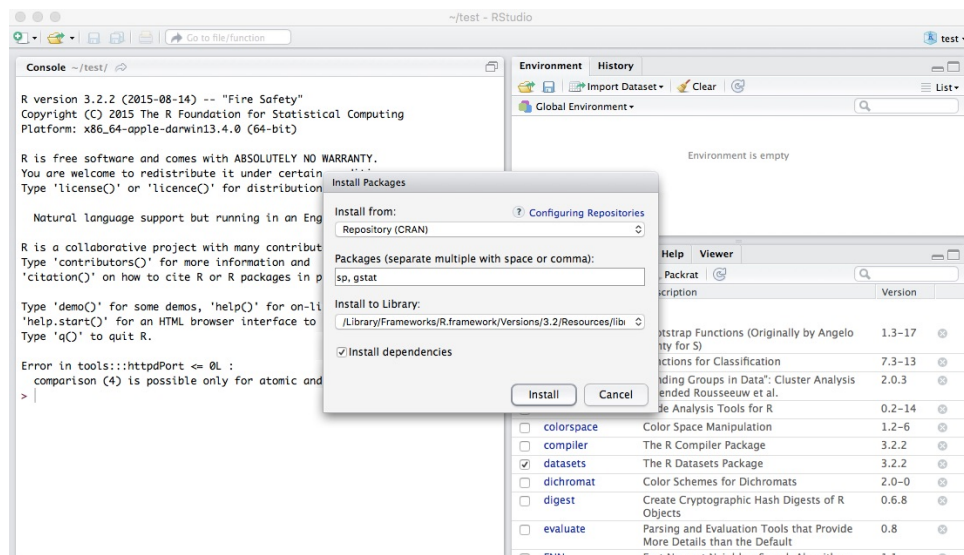 ~/test - RStudio
Go to file/function
test
Console ~/test/
R version 3.2.2 (2015-08-14) -- "Fire Safety"
Copyright (C) 2015 The R Foundation for Statistical Computing
Platform: x86_64-apple-darwin13.4.0 (64-bit)
R is free software and comes with ABSOLUTELY NO WARRANTY.
You are welcome to redistribute it under certain
Type 'license()' or 'licence()' for distribution
Natural language support but running in an Eng
R is a collaborative project with many contribut
Type 'contributors()' for more information and
'citation()' on how to cite R or R packages in p
Type 'demo()' for some demos, 'help()' for on-li
'help.start()' for an HTML browser interface to
Type 'q()' to quit R.
Error in tools:::httpdPort <= 0L :
comparison (4) is possible only for atomic and
>
Install Packages
Install from:
? Configuring Repositories
Repository (CRAN)
Packages (separate multiple with space or comma):
sp, gstat
Install to Library:
/Library/Frameworks/R.framework/Versions/3.2/Resources/libr
Install dependencies
Install Cancel
Environment History
Import Dataset Clear
List
Global Environment
Environment is empty
Help Viewer
Packrat
scription Version
otstrap Functions (Originally by Angelo 1.3-17
nty for S)
nctions for Classification 7.3-13
nding Groups in Data": Cluster Analysis 2.0.3
ended Rousseeuw et al.
de Analysis Tools for R 0.2-14
colorspace Color Space Manipulation 1.2-6
compiler The R Compiler Package 3.2.2
datasets The R Datasets Package 3.2.2
dichromat Color Schemes for Dichromats 2.0-0
digest Create Cryptographic Hash Digests of R 0.6.8
Objects
evaluate Parsing and Evaluation Tools that Provide 0.8
More Details than the Default